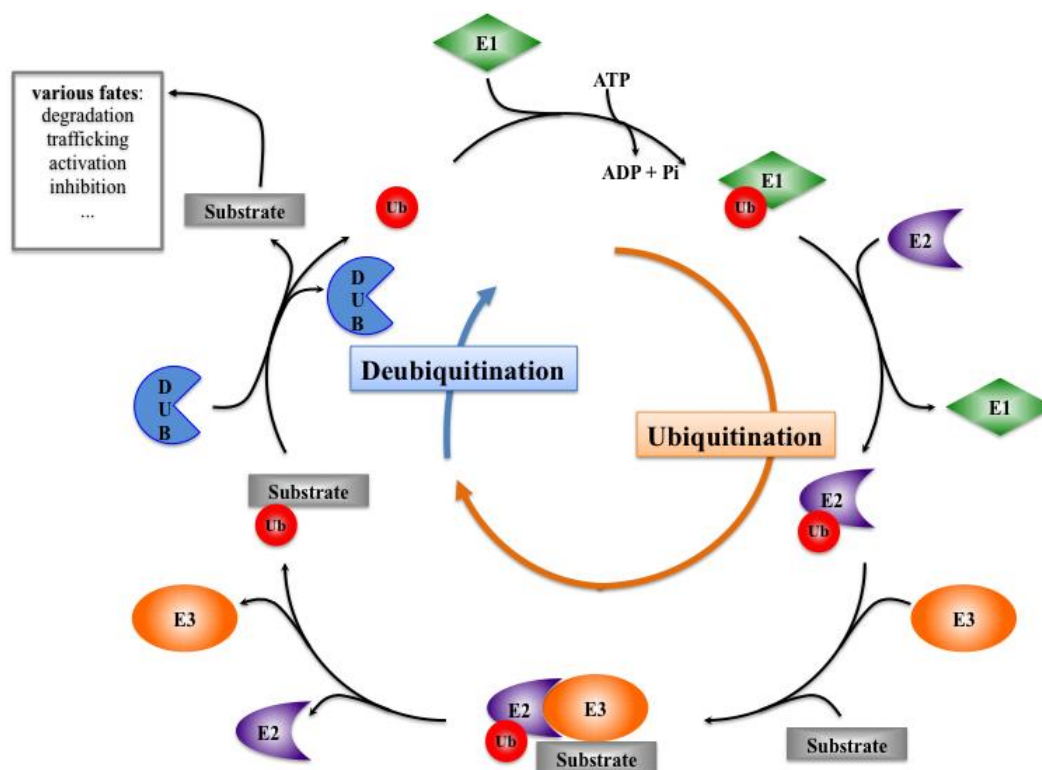 E1
ATP
ADP + Pi
various fates:
degradation
trafficking
activation
inhibition
...
Substrate
Ub
E1
Ub
E2
D
U
B
Deubiquitination
Ubiquitination
D
U
B
E1
Substrate
Ub
E2
Ub
E3
E3
E2
E2
E3
Ub
Substrate
Substrate